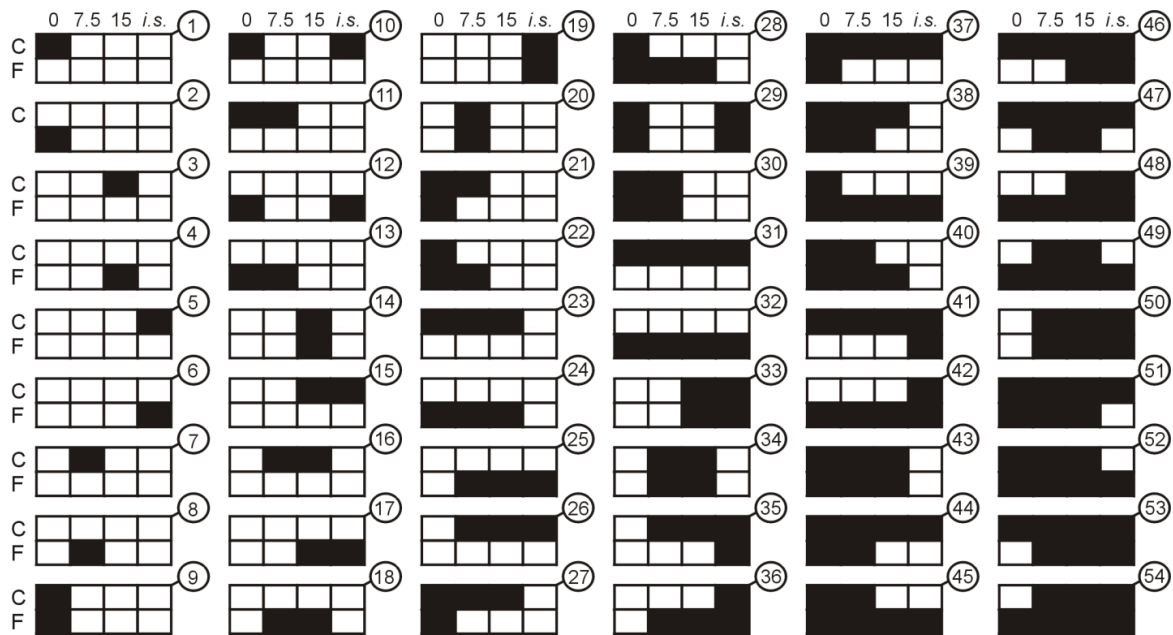 0 7.5 15 i.s. 0 7.5 15 i.s. 0 7.5 15 i.s. 0 7.5 15 i.s. 0 7.5 15 i.s. 0 7.5 15 i.s.
1 10 19 28 37 46
C
F
2 11 20 29 38 47
C
3 12 21 30 39 48
C
F
4 13 22 31 40 49
C
F
5 14 23 32 41 50
C
F
6 15 24 33 42 51
C
F
7 16 25 34 43 52
C
F
8 17 26 35 44 53
C
F
9 18 27 36 45 54
C
F